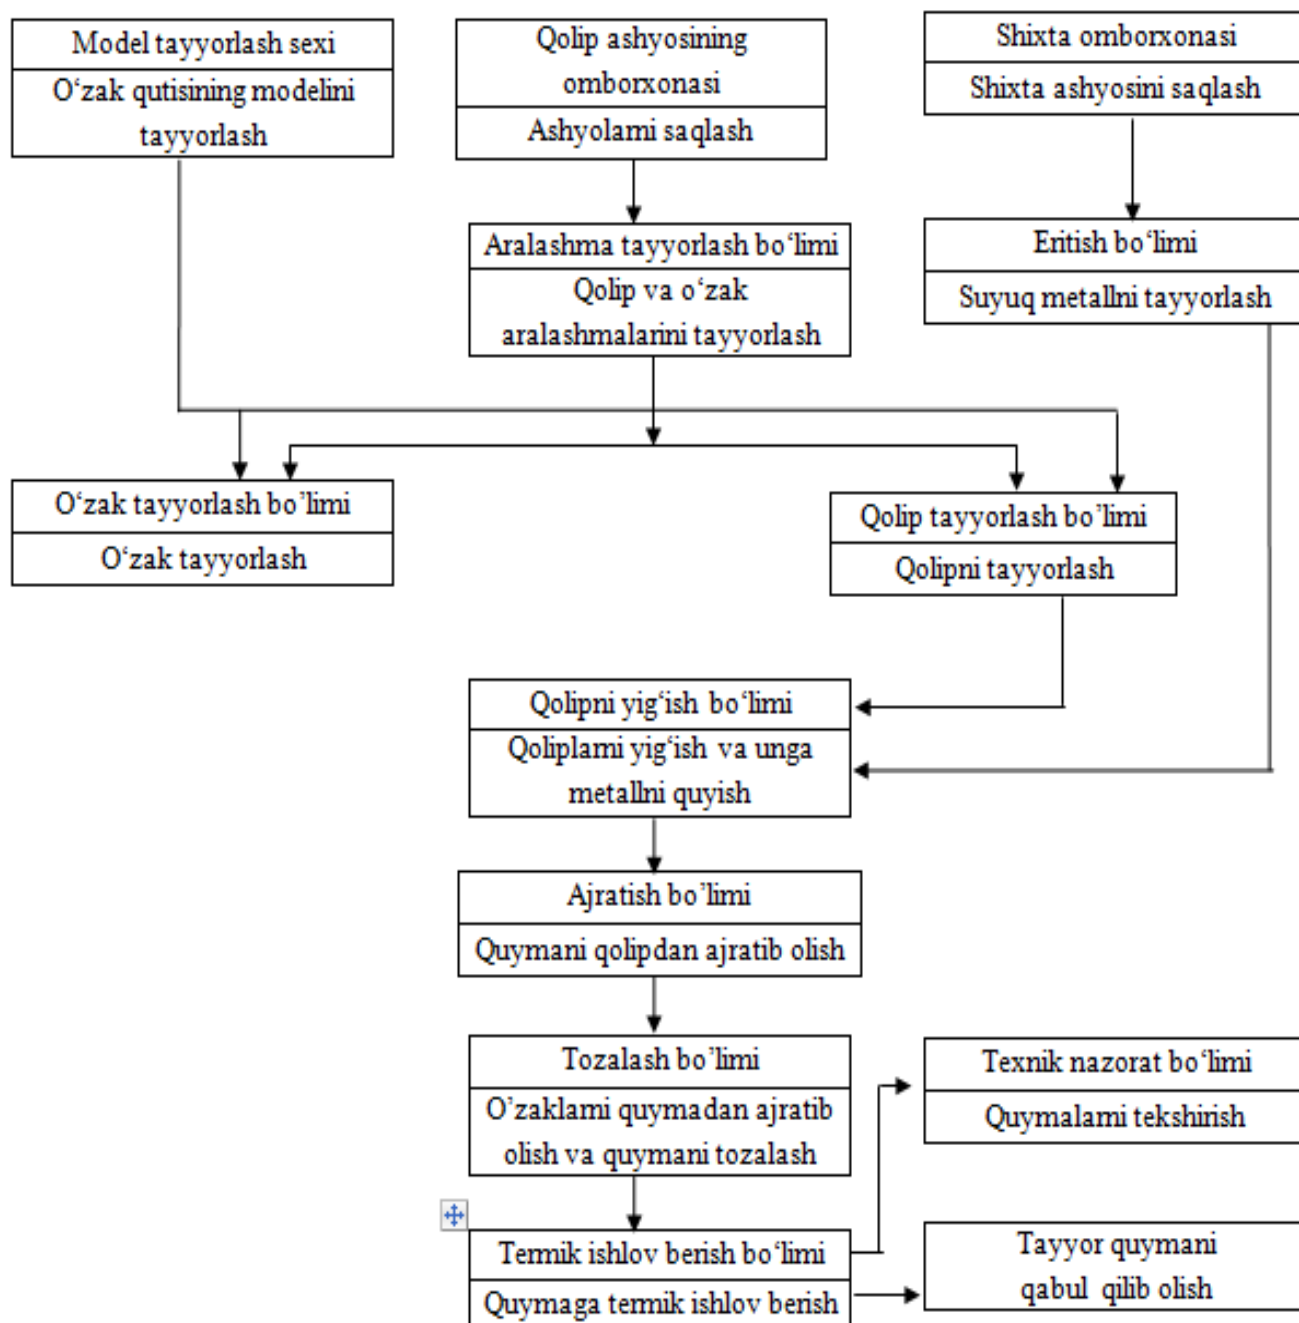 Model tayyorlash sexi
O‘zak qutisining modelini
tayyorlash
Qolip ashyosining
omborxonasi
Ashyolarni saqlash
Shixta omborxonasi
Shixta ashyosini saqlash
Aralashma tayyorlash bo‘limi
Qolip va o‘zak
aralashmalarini tayyorlash
Eritish bo‘limi
Suyuq metallni tayyorlash
O‘zak tayyorlash bo’limi
O‘zak tayyorlash
Qolip tayyorlash bo’limi
Qolipni tayyorlash
Qolipni yig‘ish bo‘limi
Qoliplarni yig‘ish va unga
metallni quyish
Ajratish bo’limi
Quymani qolipdan ajratib olish
Tozalash bo’limi
O’zaklarni quymadan ajratib
olish va quymani tozalash
Texnik nazorat bo‘limi
Quymalarni tekshirish
Termik ishlov berish bo‘limi
Quymaga termik ishlov berish
Tayyor quymani
qabul qilib olish